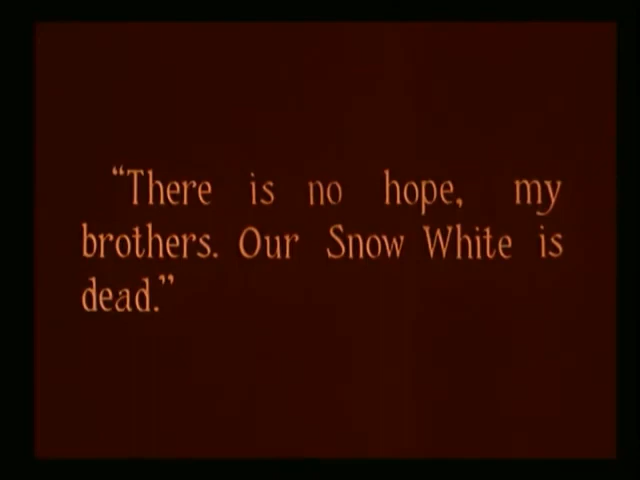 “There is no hope, my
brothers. Our Snow White is
dead.”